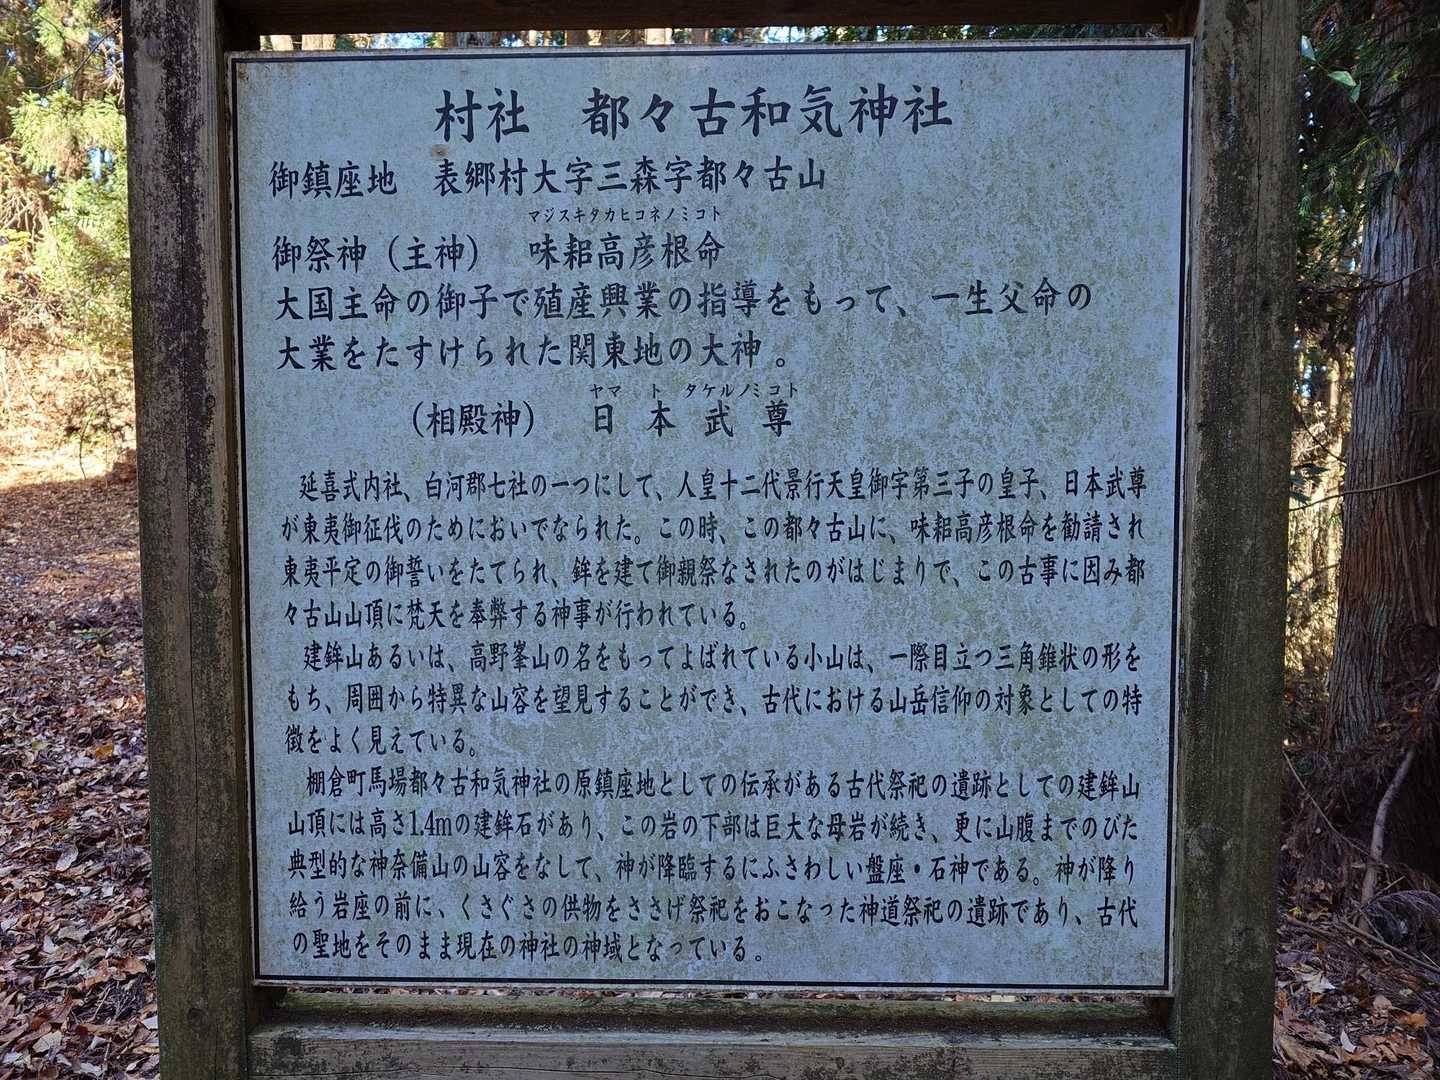 村社　都々古和気神社
御鎮座地　表郷村大字三森字都々古山
マジスキタカヒコネノミコト
御祭神（主神）　味耜高彦根命
大国主命の御子で殖産興業の指導をもって、一生父命の
大業をたすけられた関東地の大神。
ヤマ　ト　タケルノミコト
（相殿神）　日　本　武　尊
延喜式内社、白河郡七社の一つにして、人皇十二代景行天皇御宇第三子の皇子、日本武尊
が東夷御征伐のためにおいでなられた。この時、この都々古山に、味耜高彦根命を勧請され
東夷平定の御誓いをたてられ、鉾を建て御親祭なされたのがはじまりで、この古事に因み都
々古山山頂に梵天を奉弊する神事が行われている。
建鉾山あるいは、高野峯山の名をもってよばれている小山は、一際目立つ三角錐状の形を
もち、周囲から特異な山容を望見することができ、古代における山岳信仰の対象としての特
徴をよく見えている。
棚倉町馬場都々古和気神社の原鎮座地としての伝承がある古代祭祀の遺跡としての建鉾山
山頂には高さ1.4mの建鉾石があり、この岩の下部は巨大な母岩が続き、更に山腹までのびた
典型的な神奈備山の山容をなして、神が降臨するにふさわしい盤座・石神である。神が降り
給う岩座の前に、くさぐさの供物をささげ祭祀をおこなった神道祭祀の遺跡であり、古代
の聖地をそのまま現在の神社の神域となっている。